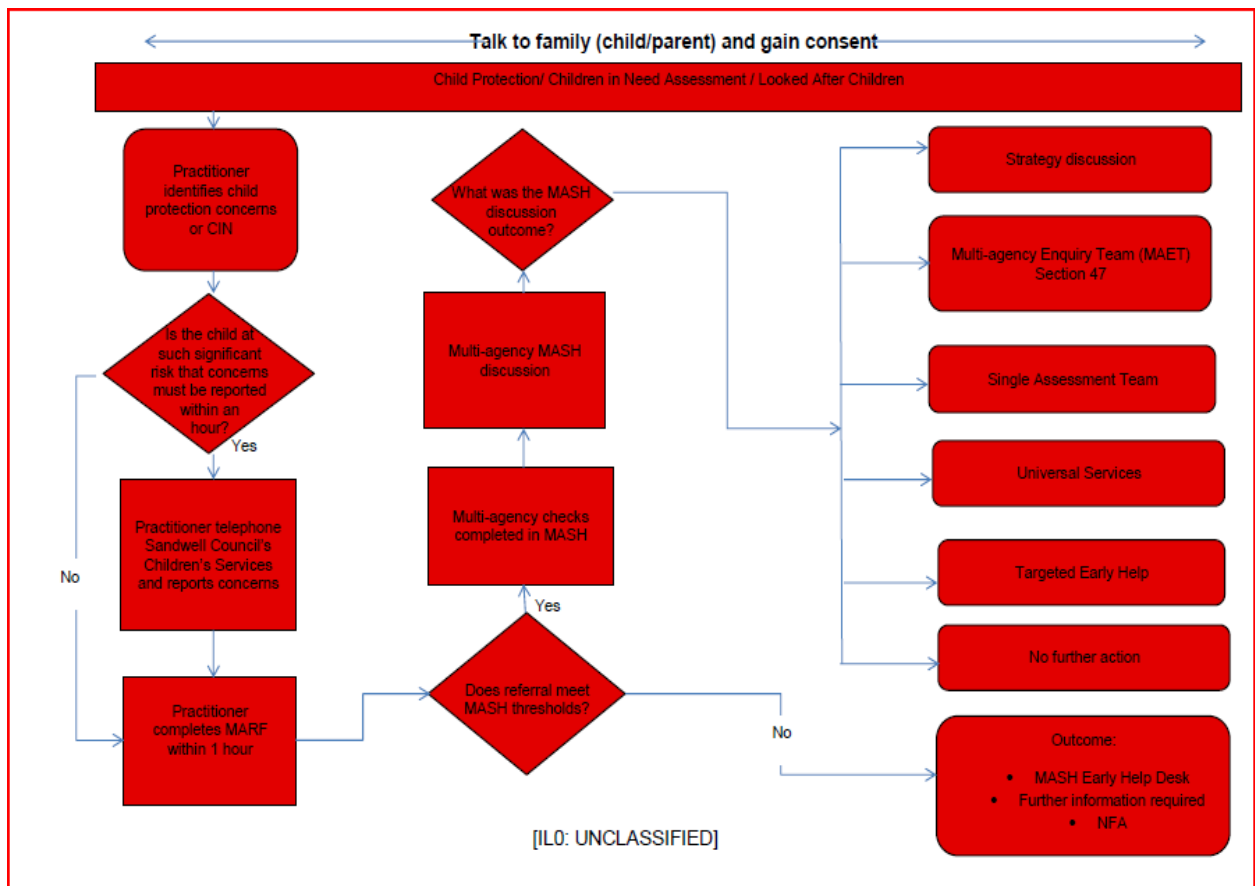 Talk to family (child/parent) and gain consent
Child Protection/ Children in Need Assessment / Looked After Children
Practitioner
identifies child
protection concerns
or CIN
Is the child at
such significant
risk that concerns
must be reported
within an
hour?
Yes
No
Practitioner telephone
Sandwell Council's
Children's Services
and reports concerns
Practitioner
completes MARF
within 1 hour
What was the MASH
discussion
outcome?
Multi-agency MASH
discussion
Multi-agency checks
completed in MASH
Yes
Does referral meet
MASH thresholds?
No
Strategy discussion
Multi-agency Enquiry Team (MAET)
Section 47
Single Assessment Team
Universal Services
Targeted Early Help
No further action
Outcome:
• MASH Early Help Desk
• Further information required
• NFA
[IL0: UNCLASSIFIED]